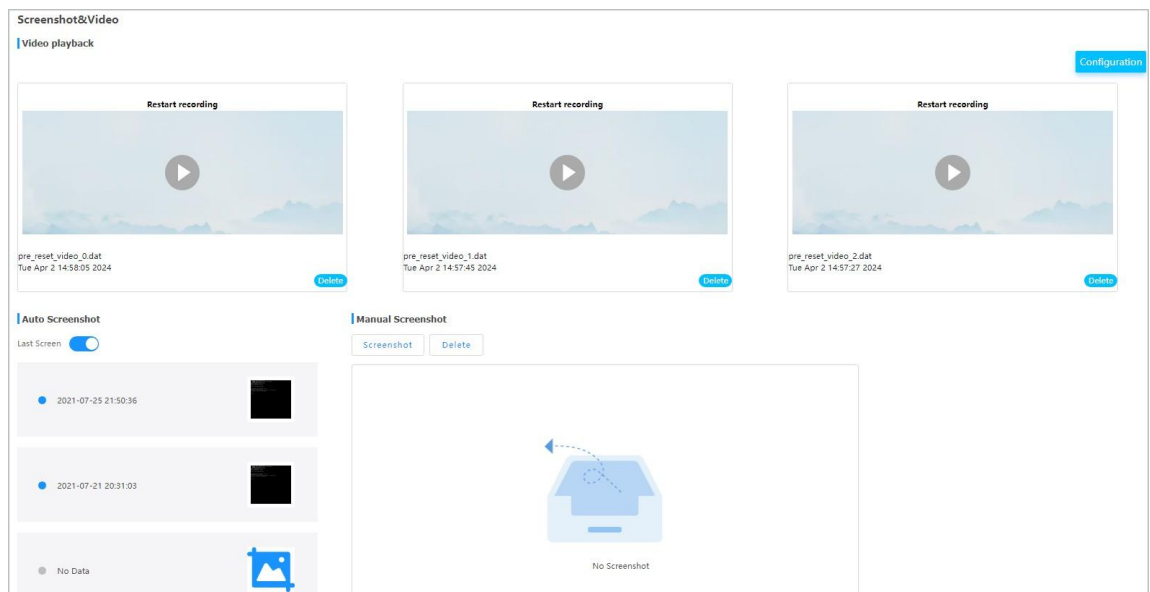 Screenshot&Video
Video playback
Configuration
Restart recording
pre_reset_video_0.dat
Tue Apr 2 14:58:05 2024
Delete
Restart recording
pre_reset_video_1.dat
Tue Apr 2 14:57:45 2024
Delete
Restart recording
pre_reset_video_2.dat
Tue Apr 2 14:57:27 2024
Delete
Auto Screenshot
Last Screen
2021-07-25 21:50:36
2021-07-21 20:31:03
No Data
Manual Screenshot
Screenshot Delete
No Screenshot